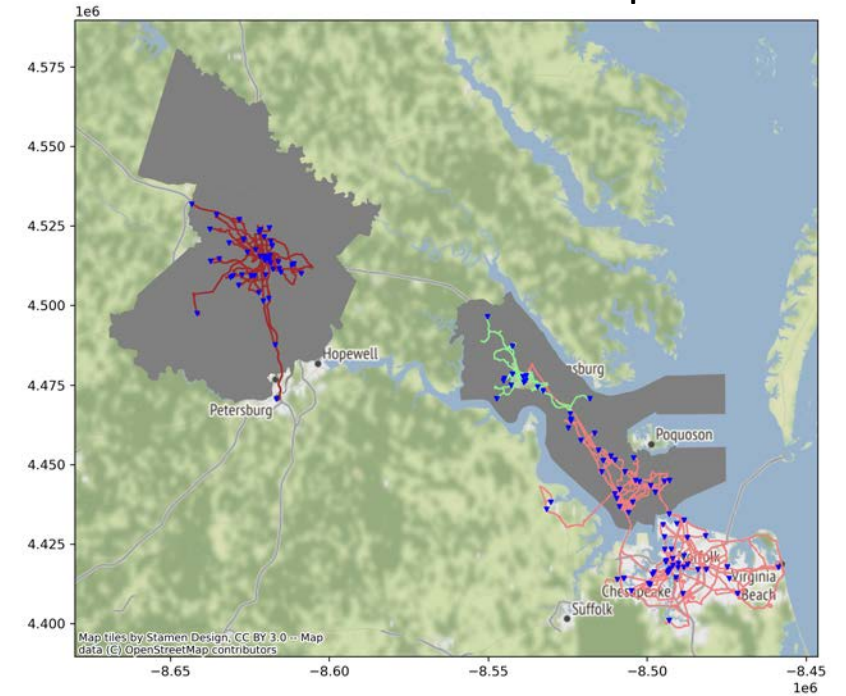 1e6
4.575
4.550
4.525
4.500
4.475
4.450
4.425
4.400
Hopewell
Petersburg
sburg
Poquoson
Virginia
Beach
Suffolk
Map tiles by Stamen Design, CC BY 3.0 -- Map
data (C) OpenStreetMap contributors
−8.65
−8.60
−8.55
−8.50
−8.45
1e6